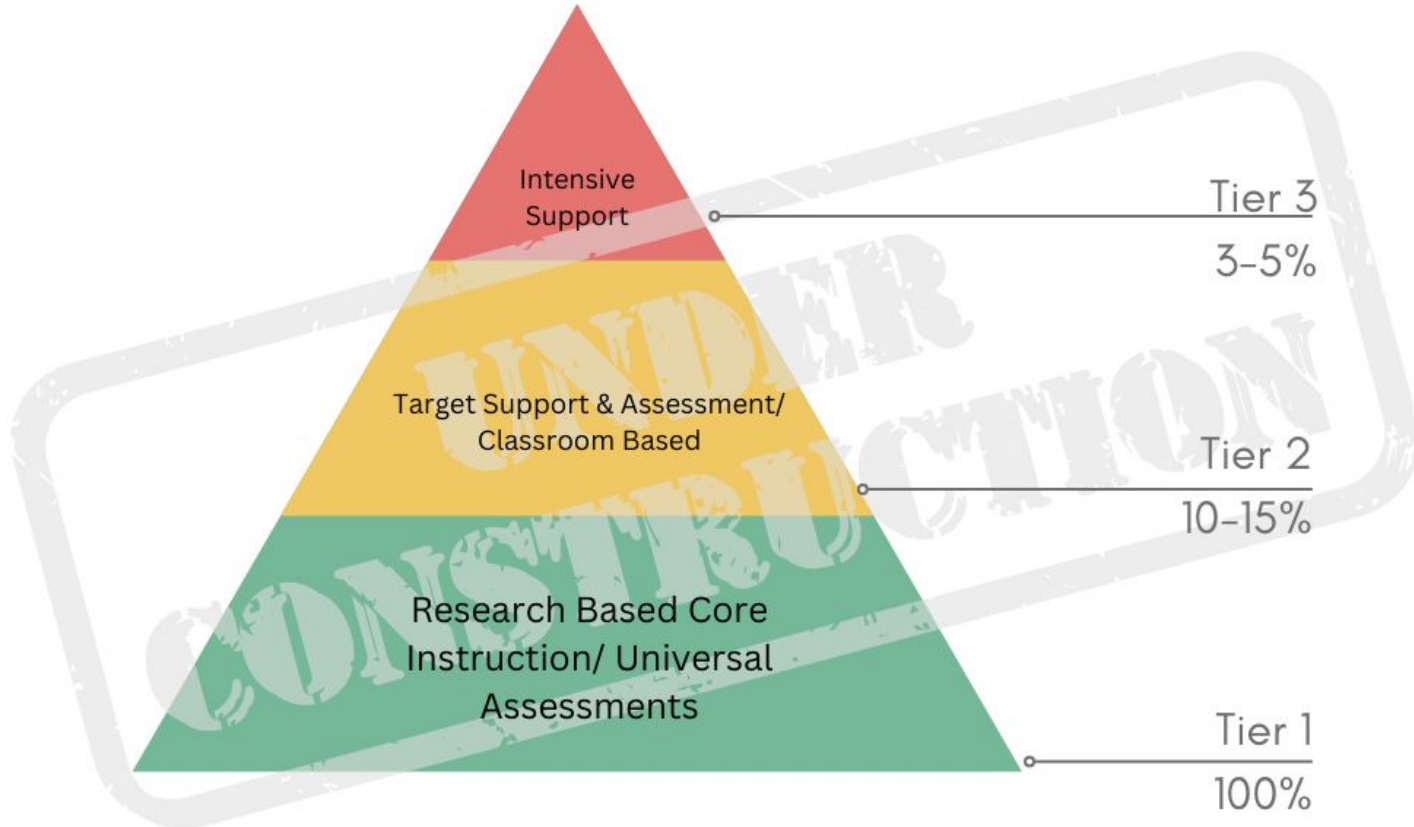 Intensive
Support
Tier 3
3-5%
Target Support & Assessment/
Classroom Based
Tier 2
10-15%
Research Based Core
Instruction/ Universal
Assessments
Tier 1
100%
UNDER
CONSTRUCTION